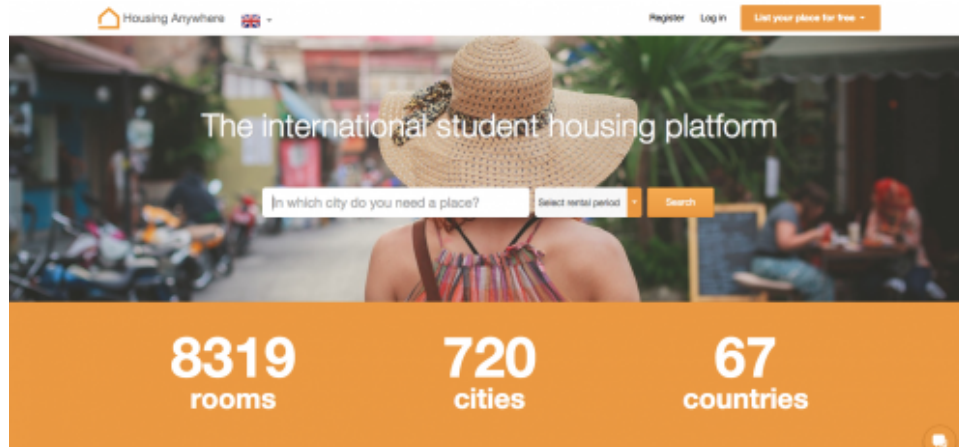 Housing Anywhere
Register Log in List your place for free
The international student housing platform
In which city do you need a place? Select rental period Search
8319 720 67
rooms cities countries